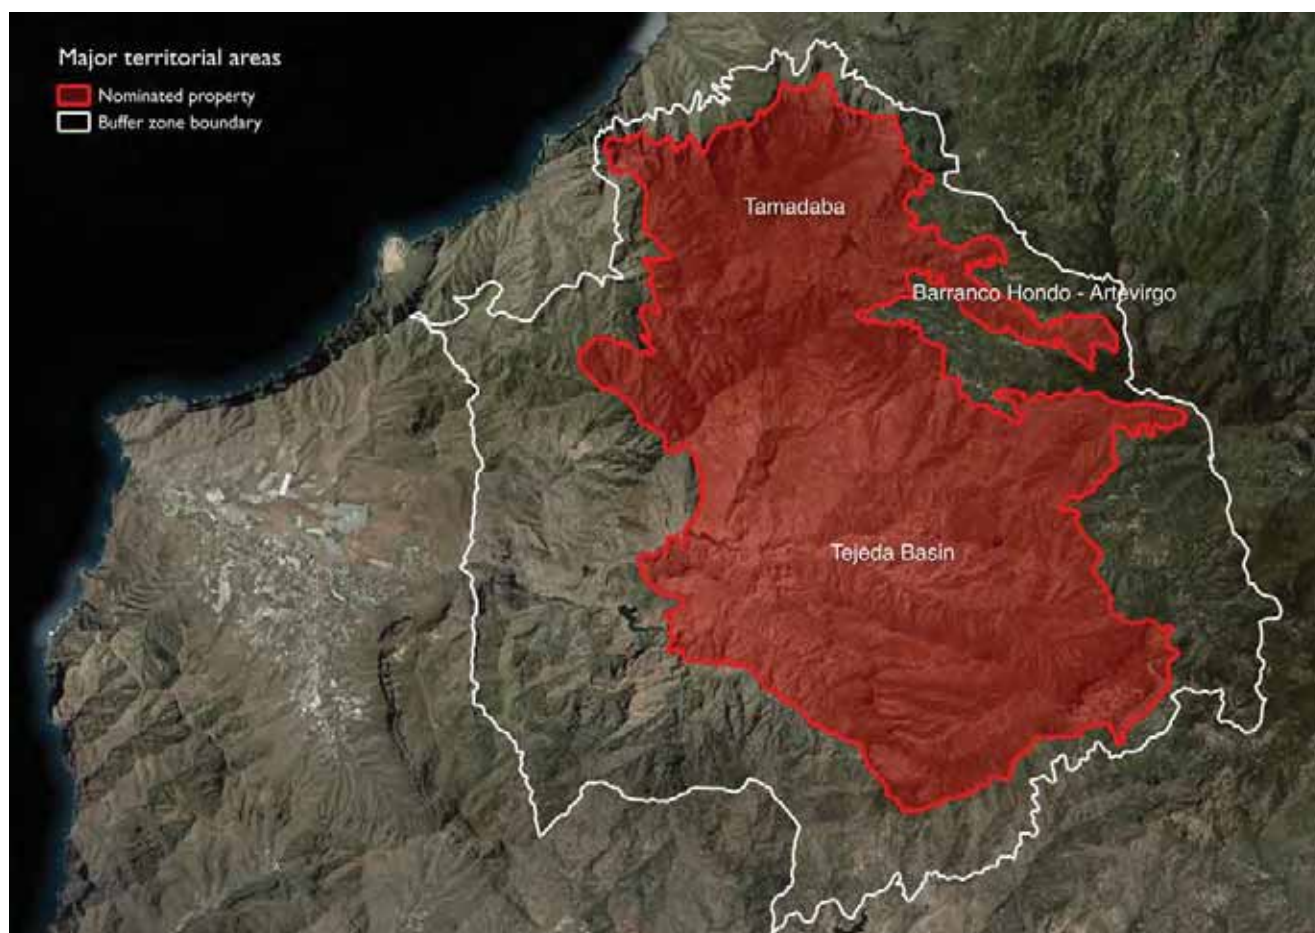 Major territorial areas
Nominated property
Buffer zone boundary
Tamadaba
Barranco Hondo - Artevirgo
Tejeda Basin